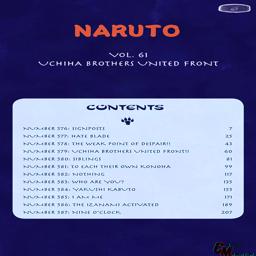 NARUTO
VOL. 61
UCHIHA BROTHERS UNITED FRONT
CONTENTS
NUMBER 576: SIGNPOSTS 7
NUMBER 577: HATE BLADE 25
NUMBER 578: THE WEAK POINT OF DESPAIR!! 43
NUMBER 579: UCHIHA BROTHERS UNITED FRONT!! 60
NUMBER 580: SIBLINGS 81
NUMBER 581: TO EACH THEIR OWN KONOHA 99
NUMBER 582: NOTHING 117
NUMBER 583: WHO ARE YOU? 135
NUMBER 584: YAKUSHI KABUTO 153
NUMBER 585: I AM ME 171
NUMBER 586: THE IZANAMI ACTIVATED 189
NUMBER 587: NINE O'CLOCK 207